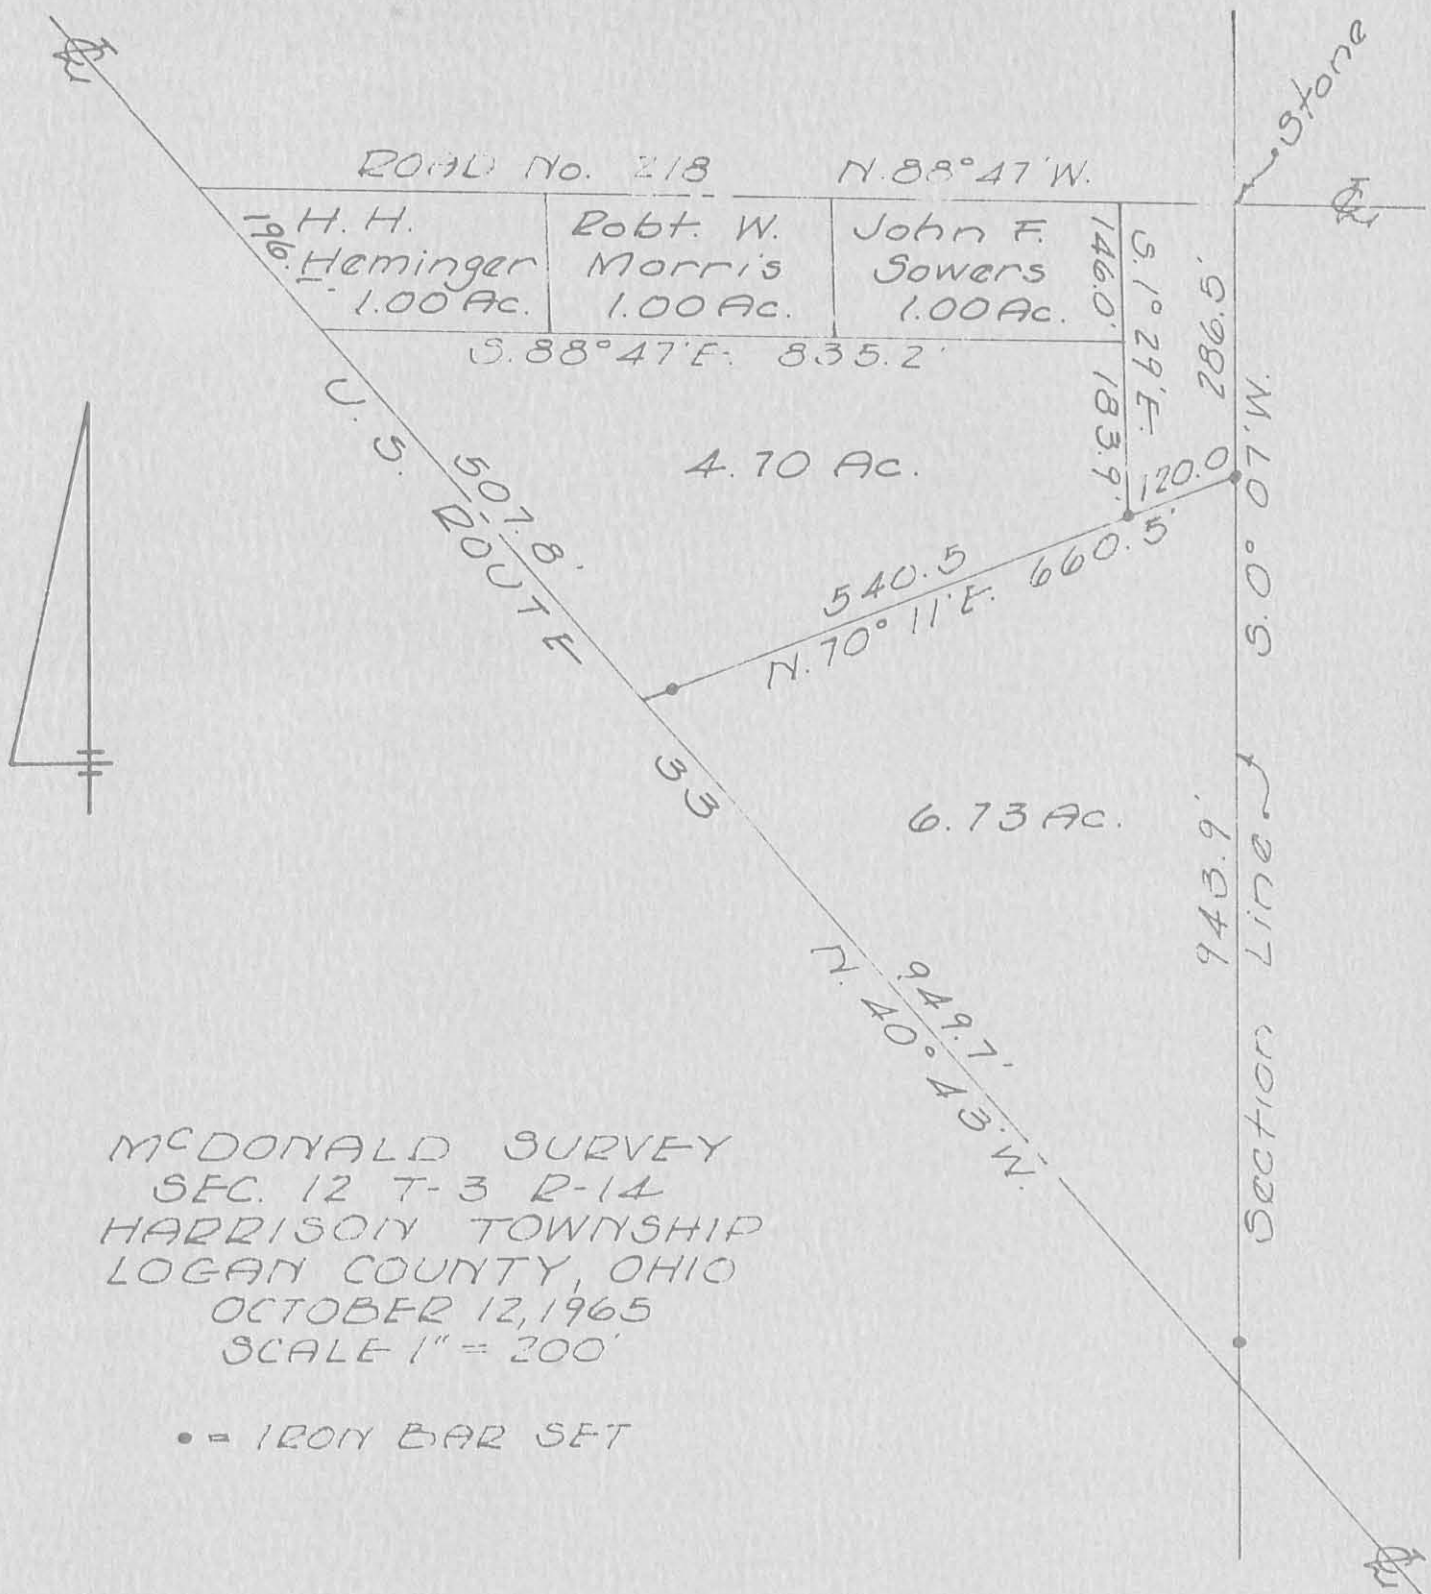 Stone
ROAD No. 218 N.88°47'W.
H. H.
Heminger
1.00 Ac.
Robt. W.
Morris
1.00 Ac.
John F.
Sowers
1.00 Ac.
196.
146.0'
S. 1° 29' E.
286.5'
S. 88° 47' E. 835.2'
183.9'
4.70 Ac.
120.0
540.5
N. 70° 11' E. 660.5'
507.8'
U. S. ROUTE 33
S. 0° 07' W.
6.73 Ac.
943.9'
Section Line
949.7'
N. 40° 43' W.
McDONALD SURVEY
SEC. 12 T-3 R-14
HARRISON TOWNSHIP
LOGAN COUNTY, OHIO
OCTOBER 12, 1965
SCALE 1" = 200'
• = IRON BAR SET